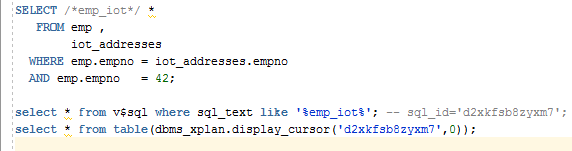 SELECT /*emp_iot*/ *
FROM emp ,
iot_addresses
WHERE emp.empno = iot_addresses.empno
AND emp.empno   = 42;
select * from v$sql where sql_text like '%emp_iot%'; -- sql_id='d2xkfsb8zyxm7';
select * from table(dbms_xplan.display_cursor('d2xkfsb8zyxm7',0));